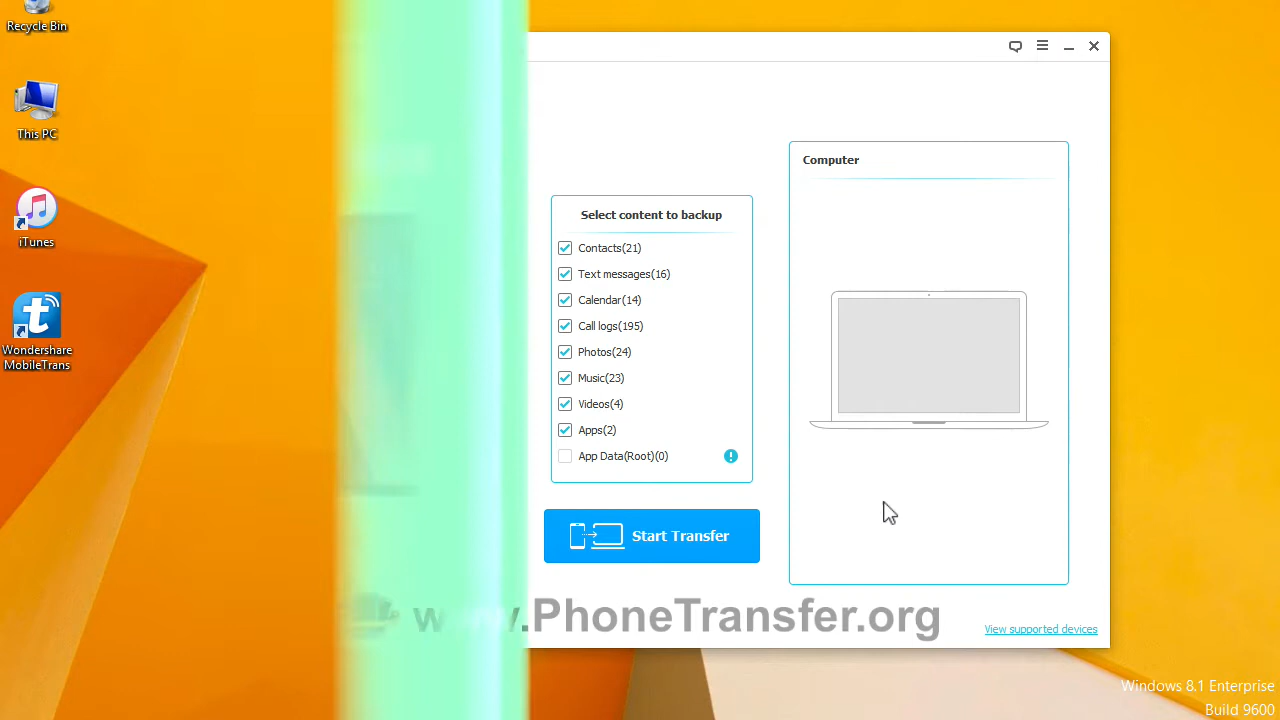 Recycle Bin
This PC
iTunes
Wondershare
MobileTrans
Computer
Select content to backup
Contacts(21)
Text messages(16)
Calendar(14)
Call logs(195)
Photos(24)
Music(23)
Videos(4)
Apps(2)
App Data(Root)(0)
Start Transfer
www.PhoneTransfer.org
View supported devices
Windows 8.1 Enterprise
Build 9600